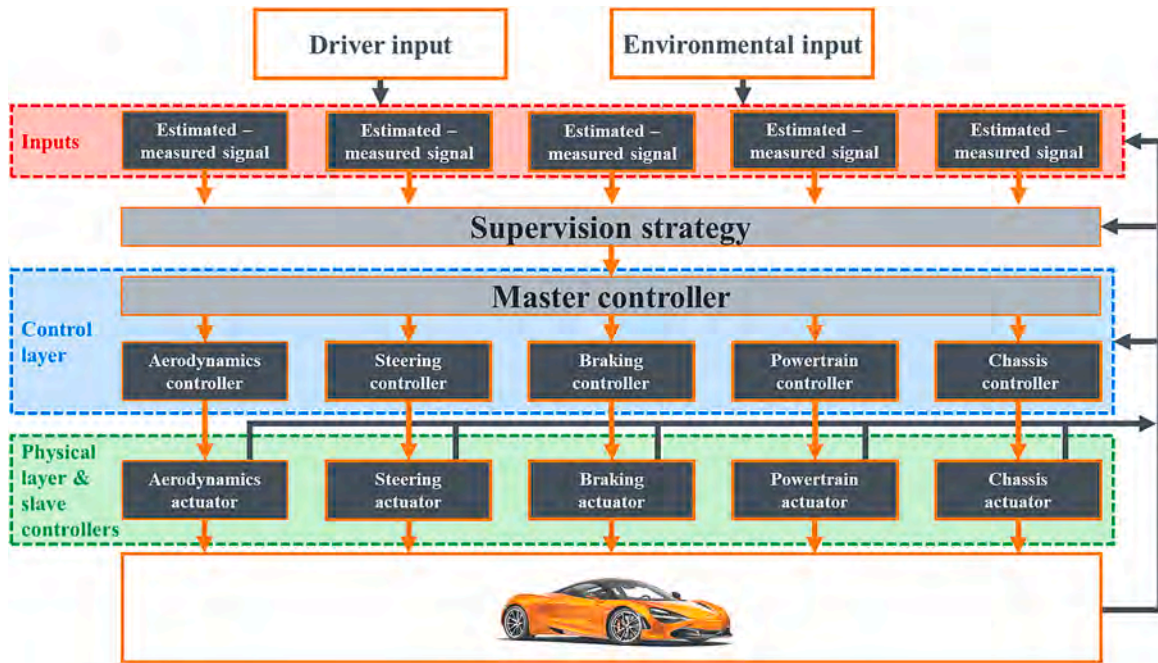 Driver input
Environmental input
Inputs
Estimated –
measured signal
Estimated –
measured signal
Estimated –
measured signal
Estimated –
measured signal
Estimated –
measured signal
Supervision strategy
Control
layer
Master controller
Aerodynamics
controller
Steering
controller
Braking
controller
Powertrain
controller
Chassis
controller
Physical
layer &
slave
controllers
Aerodynamics
actuator
Steering
actuator
Braking
actuator
Powertrain
actuator
Chassis
actuator